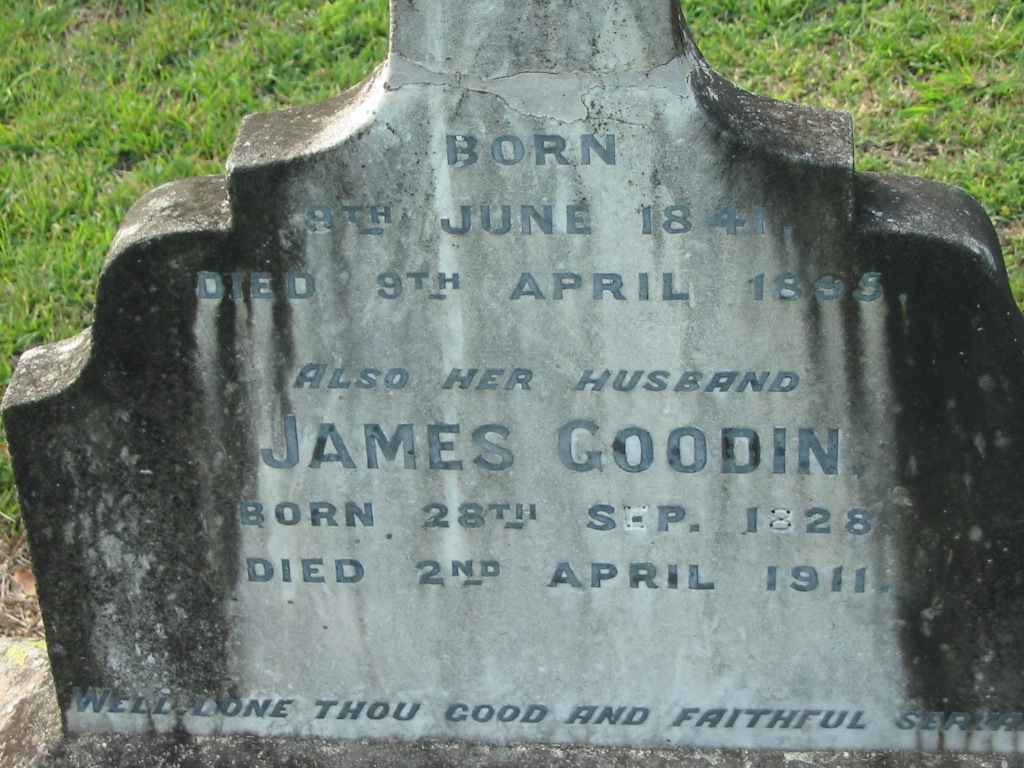 BORN
9TH JUNE 1841.
DIED 9TH APRIL 1895.
ALSO HER HUSBAND
JAMES GOODIN,
BORN 28TH SEP. 1828.
DIED 2ND APRIL 1911.
WELL DONE THOU GOOD AND FAITHFUL SERVA